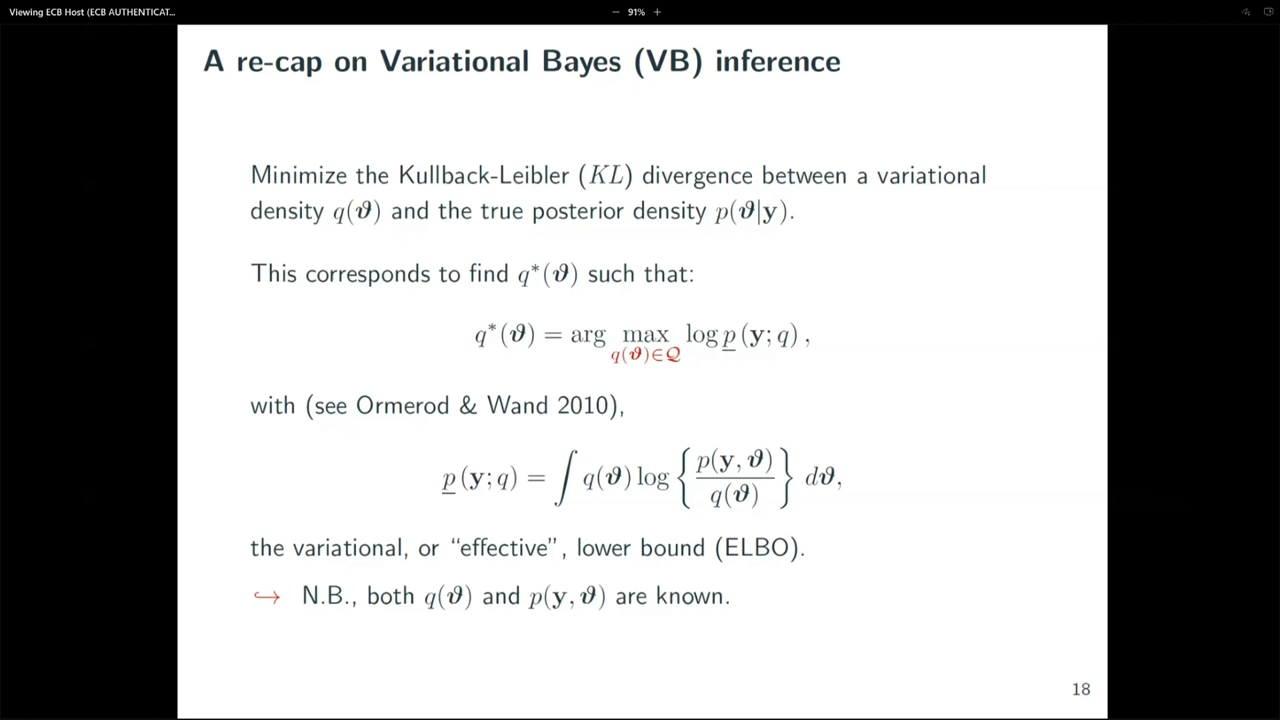 Viewing ECB Host (ECB AUTHENTICAT...
− 91% +
A re-cap on Variational Bayes (VB) inference
Minimize the Kullback-Leibler (KL) divergence between a variational
density q(ϑ) and the true posterior density p(ϑ|y).
This corresponds to find q*(ϑ) such that:
q*(ϑ) = arg max log p (y; q) ,
q(ϑ)∈Q
with (see Ormerod & Wand 2010),
p (y; q) = ∫ q(ϑ) log { p(y, ϑ) / q(ϑ) } dϑ,
the variational, or “effective”, lower bound (ELBO).
↪ N.B., both q(ϑ) and p(y, ϑ) are known.
18